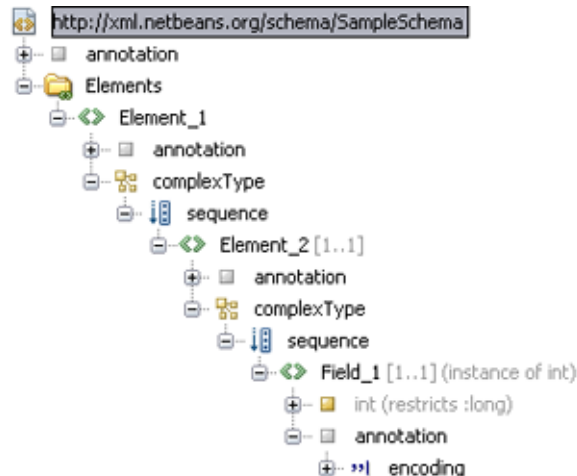 http://xml.netbeans.org/schema/SampleSchema
annotation
Elements
Element_1
annotation
complexType
sequence
Element_2 [1..1]
annotation
complexType
sequence
Field_1 [1..1] (instance of int)
int (restricts :long)
annotation
encoding